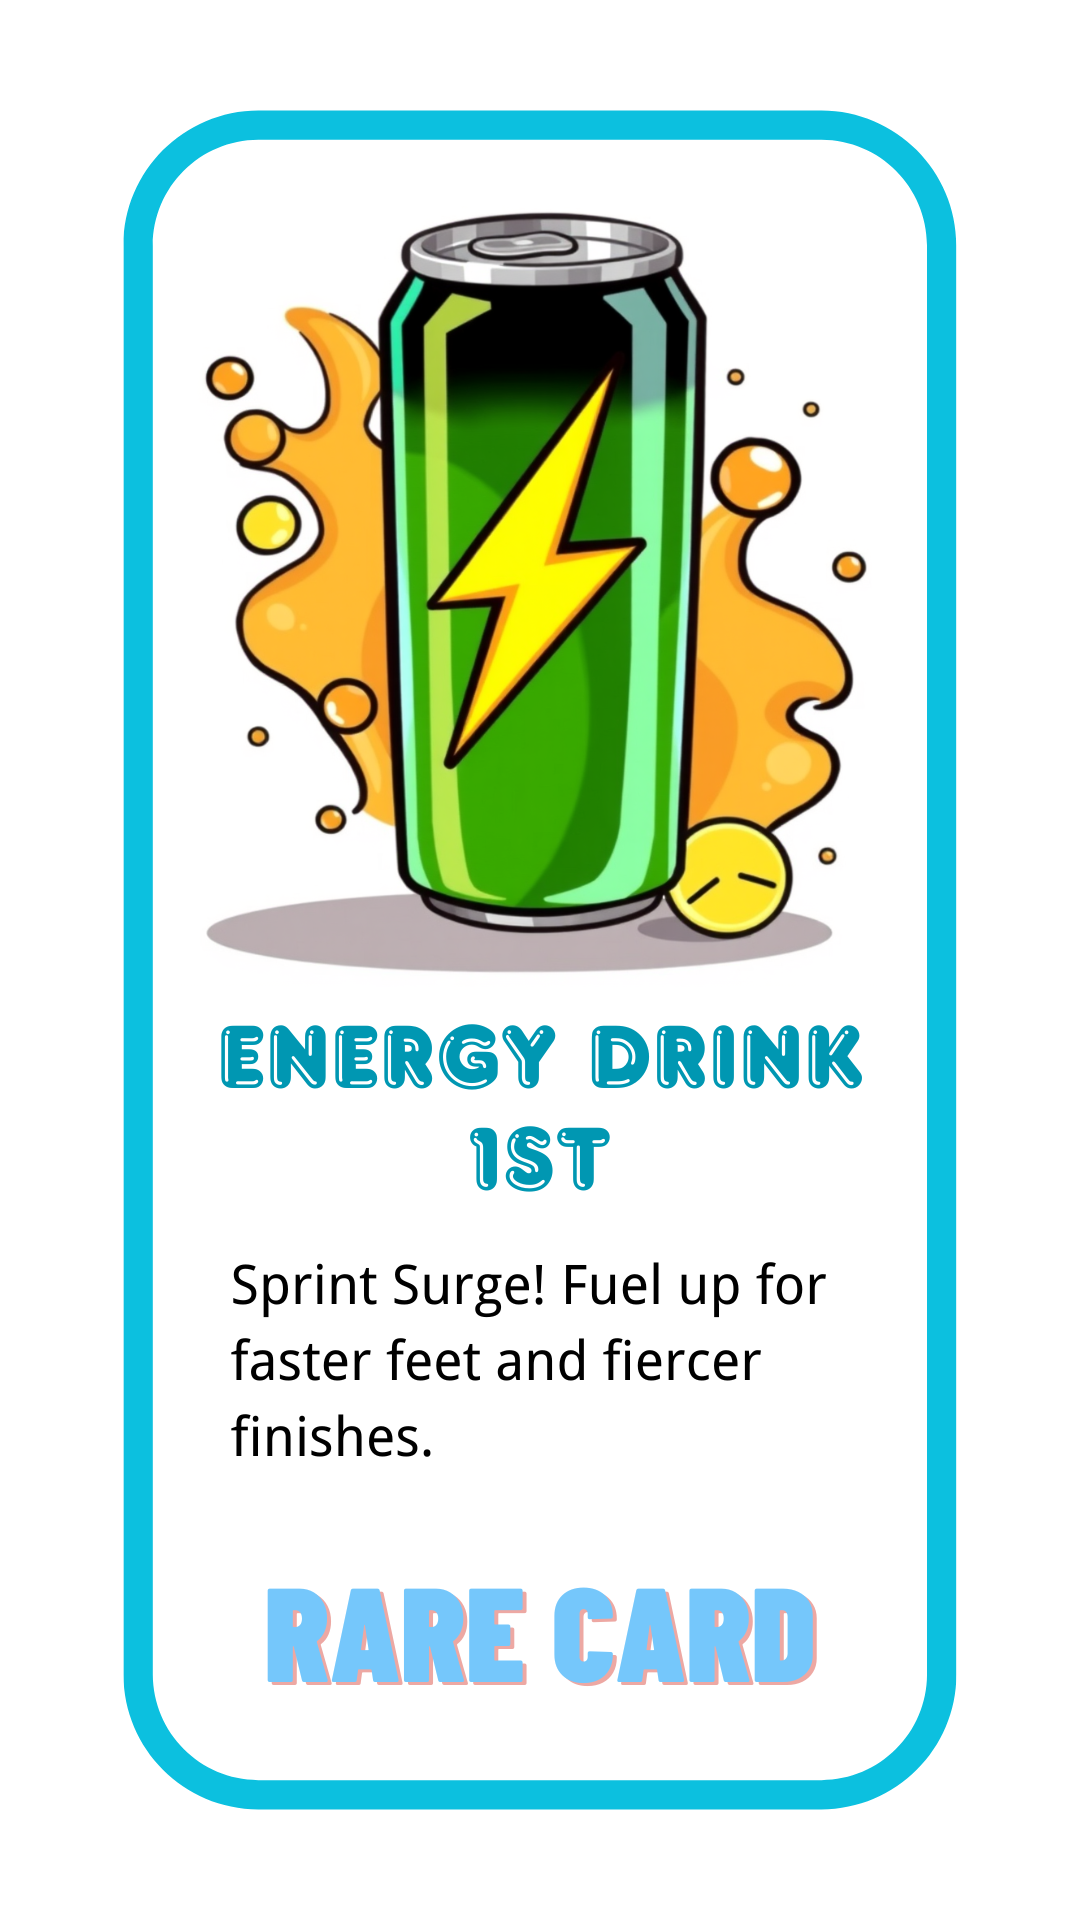 ENERGY DRINK
1ST
Sprint Surge! Fuel up for
faster feet and fiercer
finishes.
RARE CARD